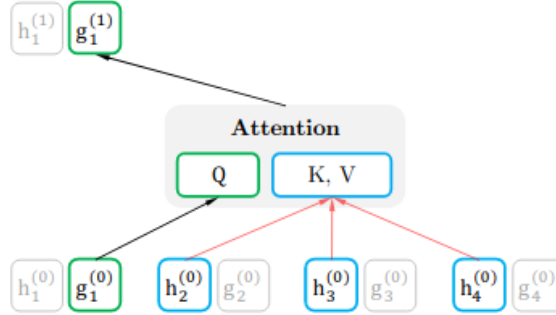 h₁⁽¹⁾ g₁⁽¹⁾
Attention
Q K, V
h₁⁽⁰⁾ g₁⁽⁰⁾ h₂⁽⁰⁾ g₂⁽⁰⁾ h₃⁽⁰⁾ g₃⁽⁰⁾ h₄⁽⁰⁾ g₄⁽⁰⁾